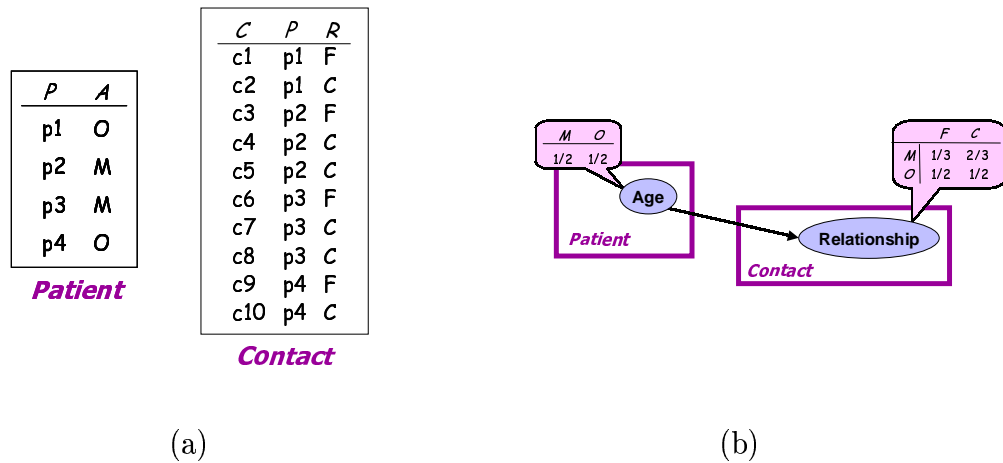 P A
p1 O
p2 M
p3 M
p4 O
Patient
C P R
c1 p1 F
c2 p1 C
c3 p2 F
c4 p2 C
c5 p2 C
c6 p3 F
c7 p3 C
c8 p3 C
c9 p4 F
c10 p4 C
Contact
M O
1/2 1/2
Age
Patient
F C
M 1/3 2/3
O 1/2 1/2
Relationship
Contact
(a)
(b)